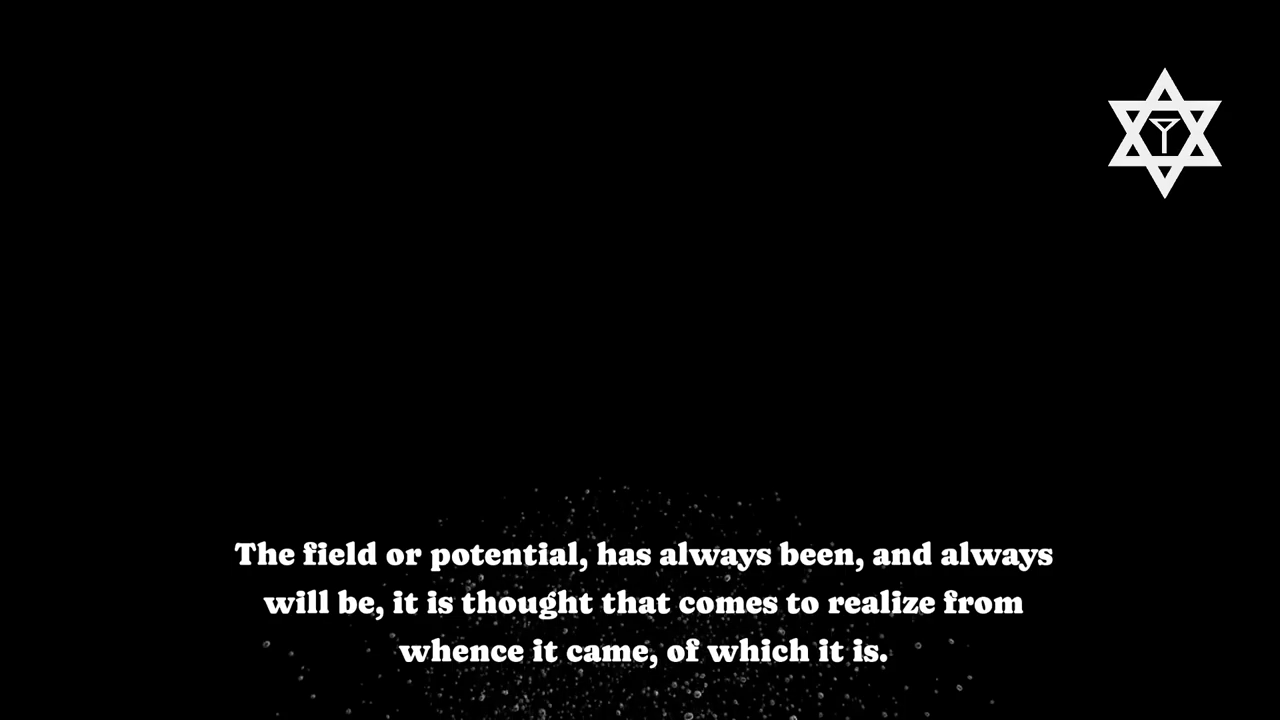 The field or potential, has always been, and always
will be, it is thought that comes to realize from
whence it came, of which it is.